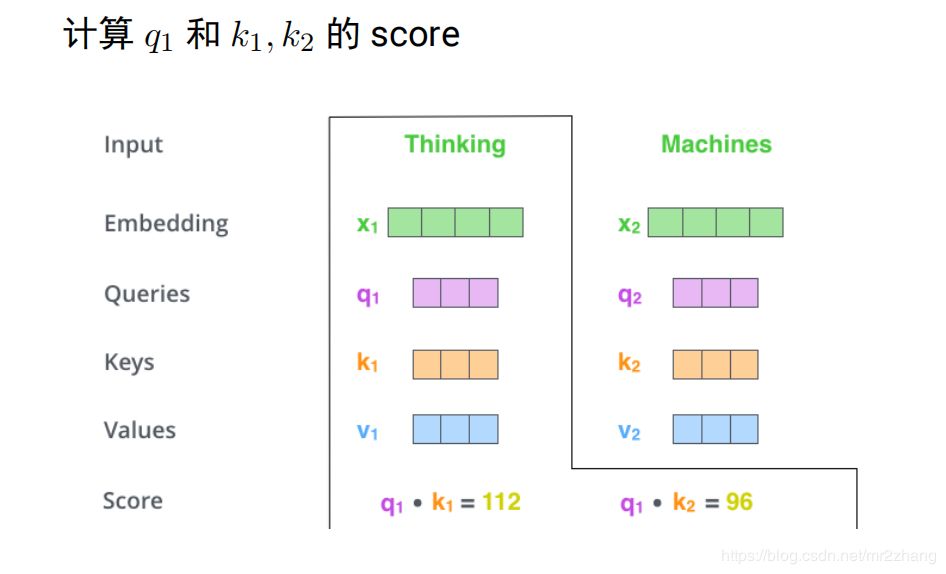 计算 q₁ 和 k₁, k₂ 的 score
Input Thinking Machines
Embedding x₁ x₂
Queries q₁ q₂
Keys k₁ k₂
Values v₁ v₂
Score q₁ • k₁ = 112 q₁ • k₂ = 96
https://blog.csdn.net/mr2zhang